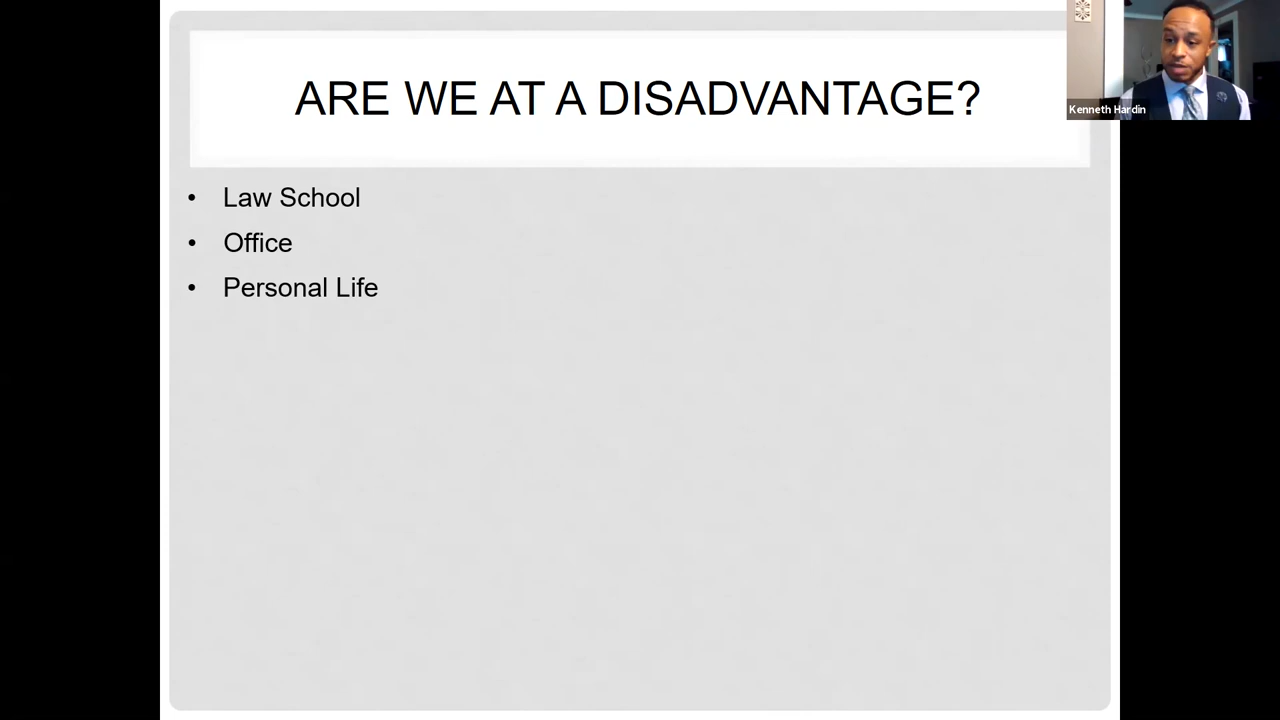 ARE WE AT A DISADVANTAGE?
Kenneth Hardin
• Law School
• Office
• Personal Life